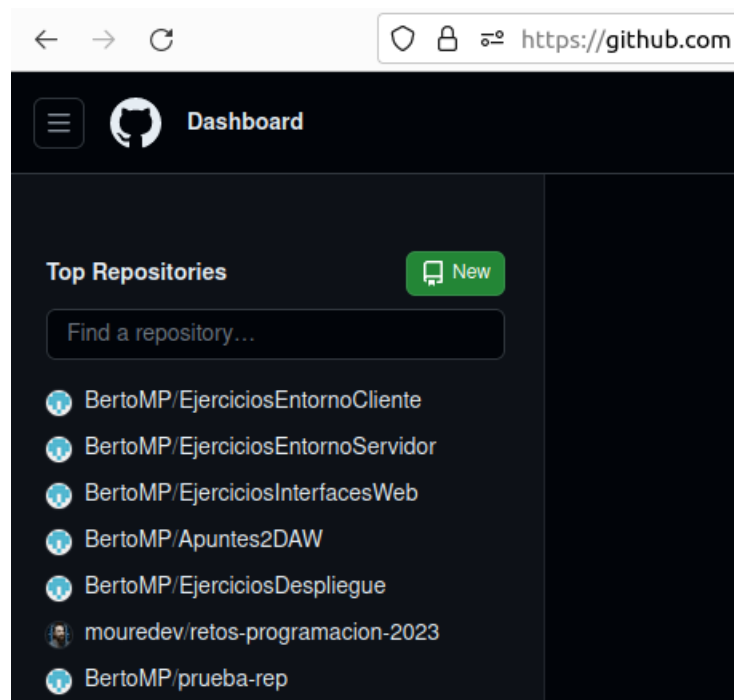 https://github.com
Dashboard
Top Repositories
New
Find a repository...
BertoMP/EjerciciosEntornoCliente
BertoMP/EjerciciosEntornoServidor
BertoMP/EjerciciosInterfacesWeb
BertoMP/Apuntes2DAW
BertoMP/EjerciciosDespliegue
mouredev/retos-programacion-2023
BertoMP/prueba-rep